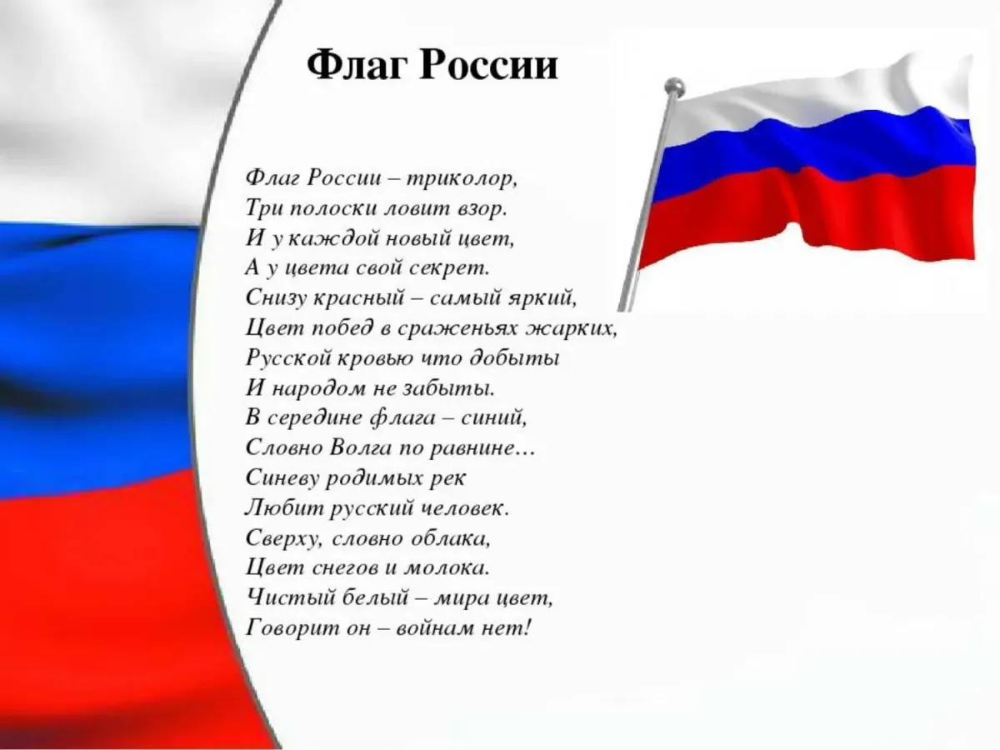 Флаг России
Флаг России – триколор,
Три полоски ловит взор.
И у каждой новый цвет,
А у цвета свой секрет.
Снизу красный – самый яркий,
Цвет побед в сраженьях жарких,
Русской кровью что добыты
И народом не забыты.
В середине флага – синий,
Словно Волга по равнине…
Синеву родимых рек
Любит русский человек.
Сверху, словно облака,
Цвет снегов и молока.
Чистый белый – мира цвет,
Говорит он – войнам нет!